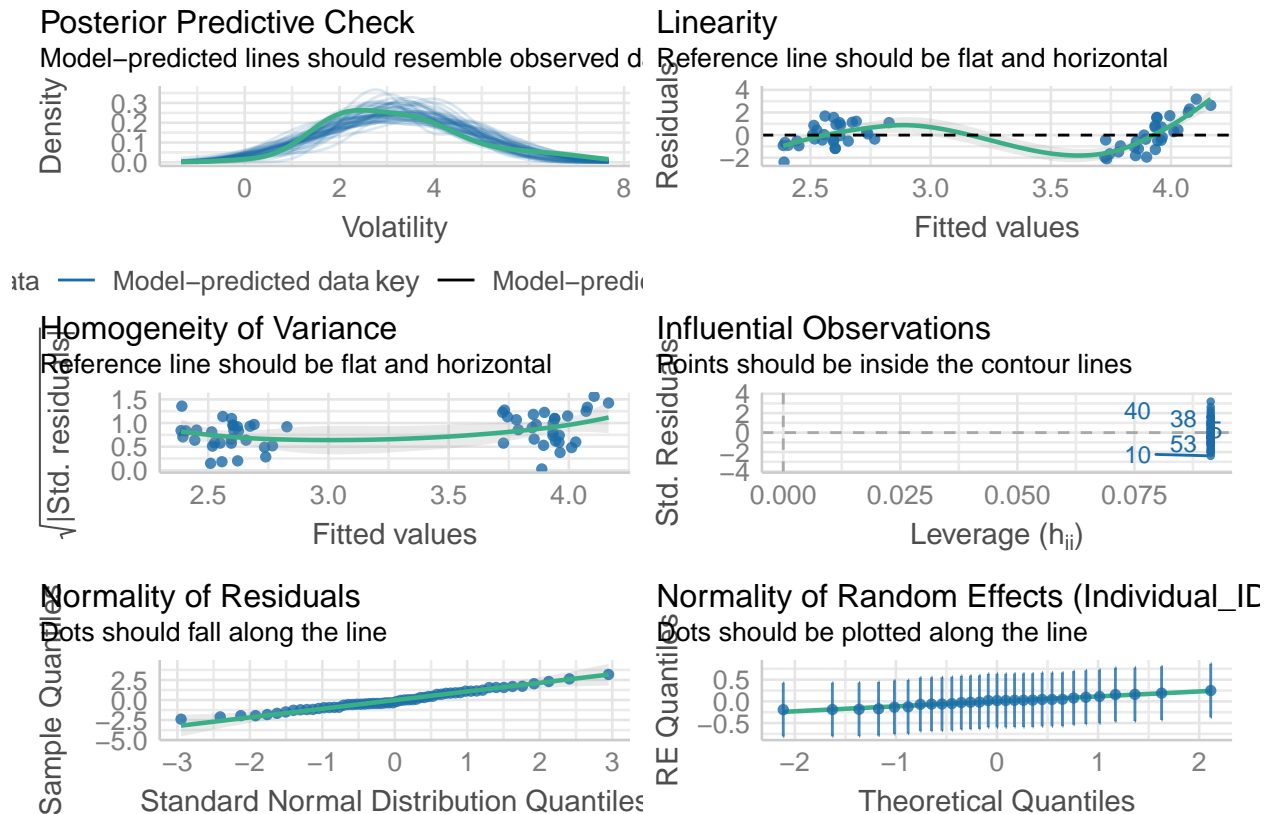 Posterior Predictive Check
Model−predicted lines should resemble observed d
Density
0.3
0.2
0.1
0.0
0 2 4 6 8
Volatility
ata Model−predicted data key Model−predi
Linearity
Reference line should be flat and horizontal
Residuals
4
2
0
−2
2.5 3.0 3.5 4.0
Fitted values
Homogeneity of Variance
Reference line should be flat and horizontal
√|Std. residuals|
1.5
1.0
0.5
0.0
2.5 3.0 3.5 4.0
Fitted values
Influential Observations
Points should be inside the contour lines
Std. Residuals
4
2
0
−2
−4
40
38
5
53
10
0.000 0.025 0.050 0.075
Leverage (hii)
Normality of Residuals
Dots should fall along the line
Sample Quantiles
2.5
0.0
−2.5
−5.0
−3 −2 −1 0 1 2 3
Standard Normal Distribution Quantiles
Normality of Random Effects (Individual_ID
Dots should be plotted along the line
RE Quantiles
0.5
0.0
−0.5
−2 −1 0 1 2
Theoretical Quantiles